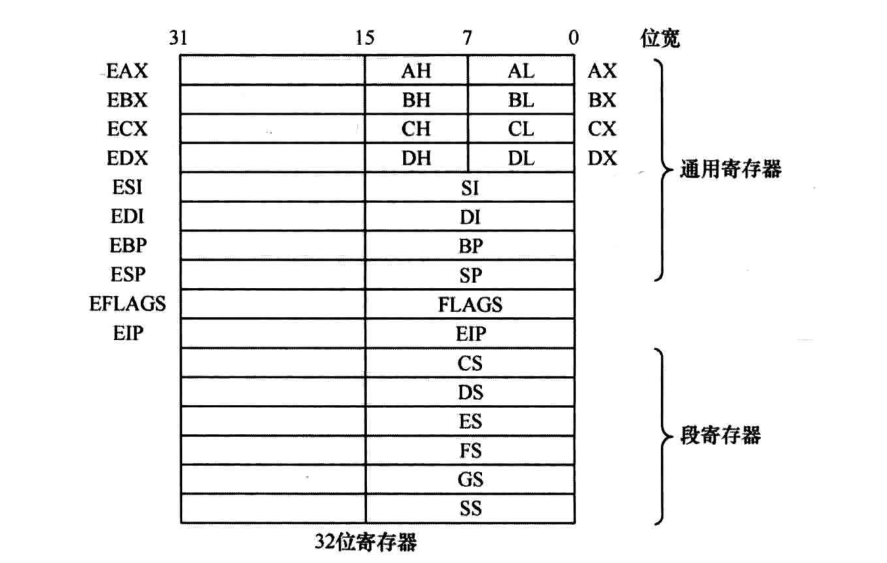 31 15 7 0 位宽
EAX AH AL AX
EBX BH BL BX
ECX CH CL CX
EDX DH DL DX
通用寄存器
ESI SI
EDI DI
EBP BP
ESP SP
EFLAGS FLAGS
EIP EIP
CS
DS
ES
段寄存器
FS
GS
SS
32位寄存器